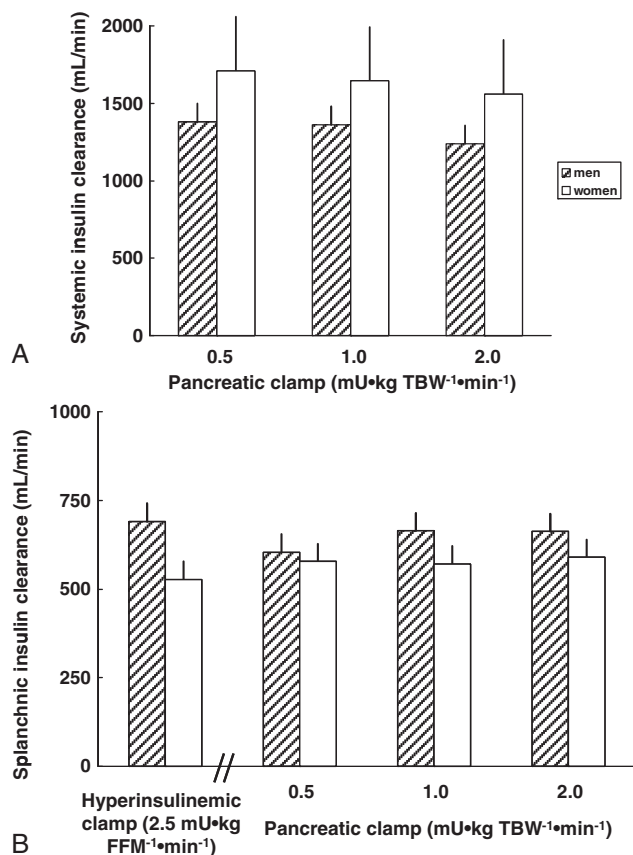 Systemic insulin clearance (mL/min)
2000
1500
1000
500
0
0.5 1.0 2.0
Pancreatic clamp (mU•kg TBW⁻¹•min⁻¹)
men
women
A
Splanchnic insulin clearance (mL/min)
1000
750
500
250
0
0.5 1.0 2.0
Hyperinsulinemic
clamp (2.5 mU•kg
FFM⁻¹•min⁻¹)
Pancreatic clamp (mU•kg TBW⁻¹•min⁻¹)
B